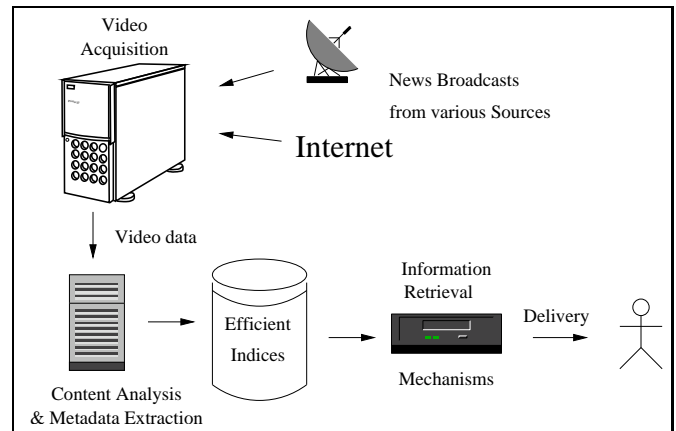 Video
Acquisition
News Broadcasts
from various Sources
Internet
Video data
Information
Retrieval
Delivery
Efficient
Indices
Mechanisms
Content Analysis
& Metadata Extraction